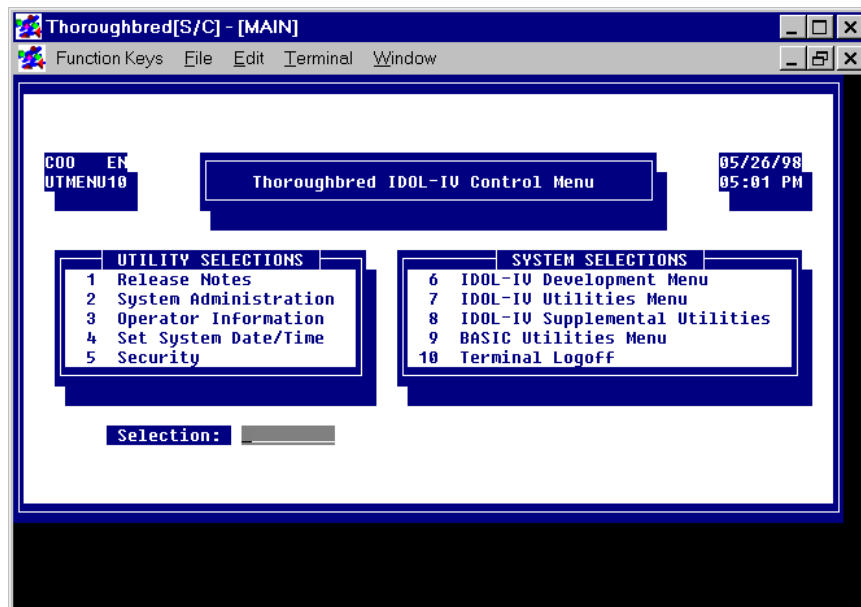 Thoroughbred[S/C] - [MAIN]
Function Keys File Edit Terminal Window
C00 EN
UTMENU10
Thoroughbred IDOL-IV Control Menu
05/26/98
05:01 PM
UTILITY SELECTIONS
1 Release Notes
2 System Administration
3 Operator Information
4 Set System Date/Time
5 Security
SYSTEM SELECTIONS
6 IDOL-IV Development Menu
7 IDOL-IV Utilities Menu
8 IDOL-IV Supplemental Utilities
9 BASIC Utilities Menu
10 Terminal Logoff
Selection: